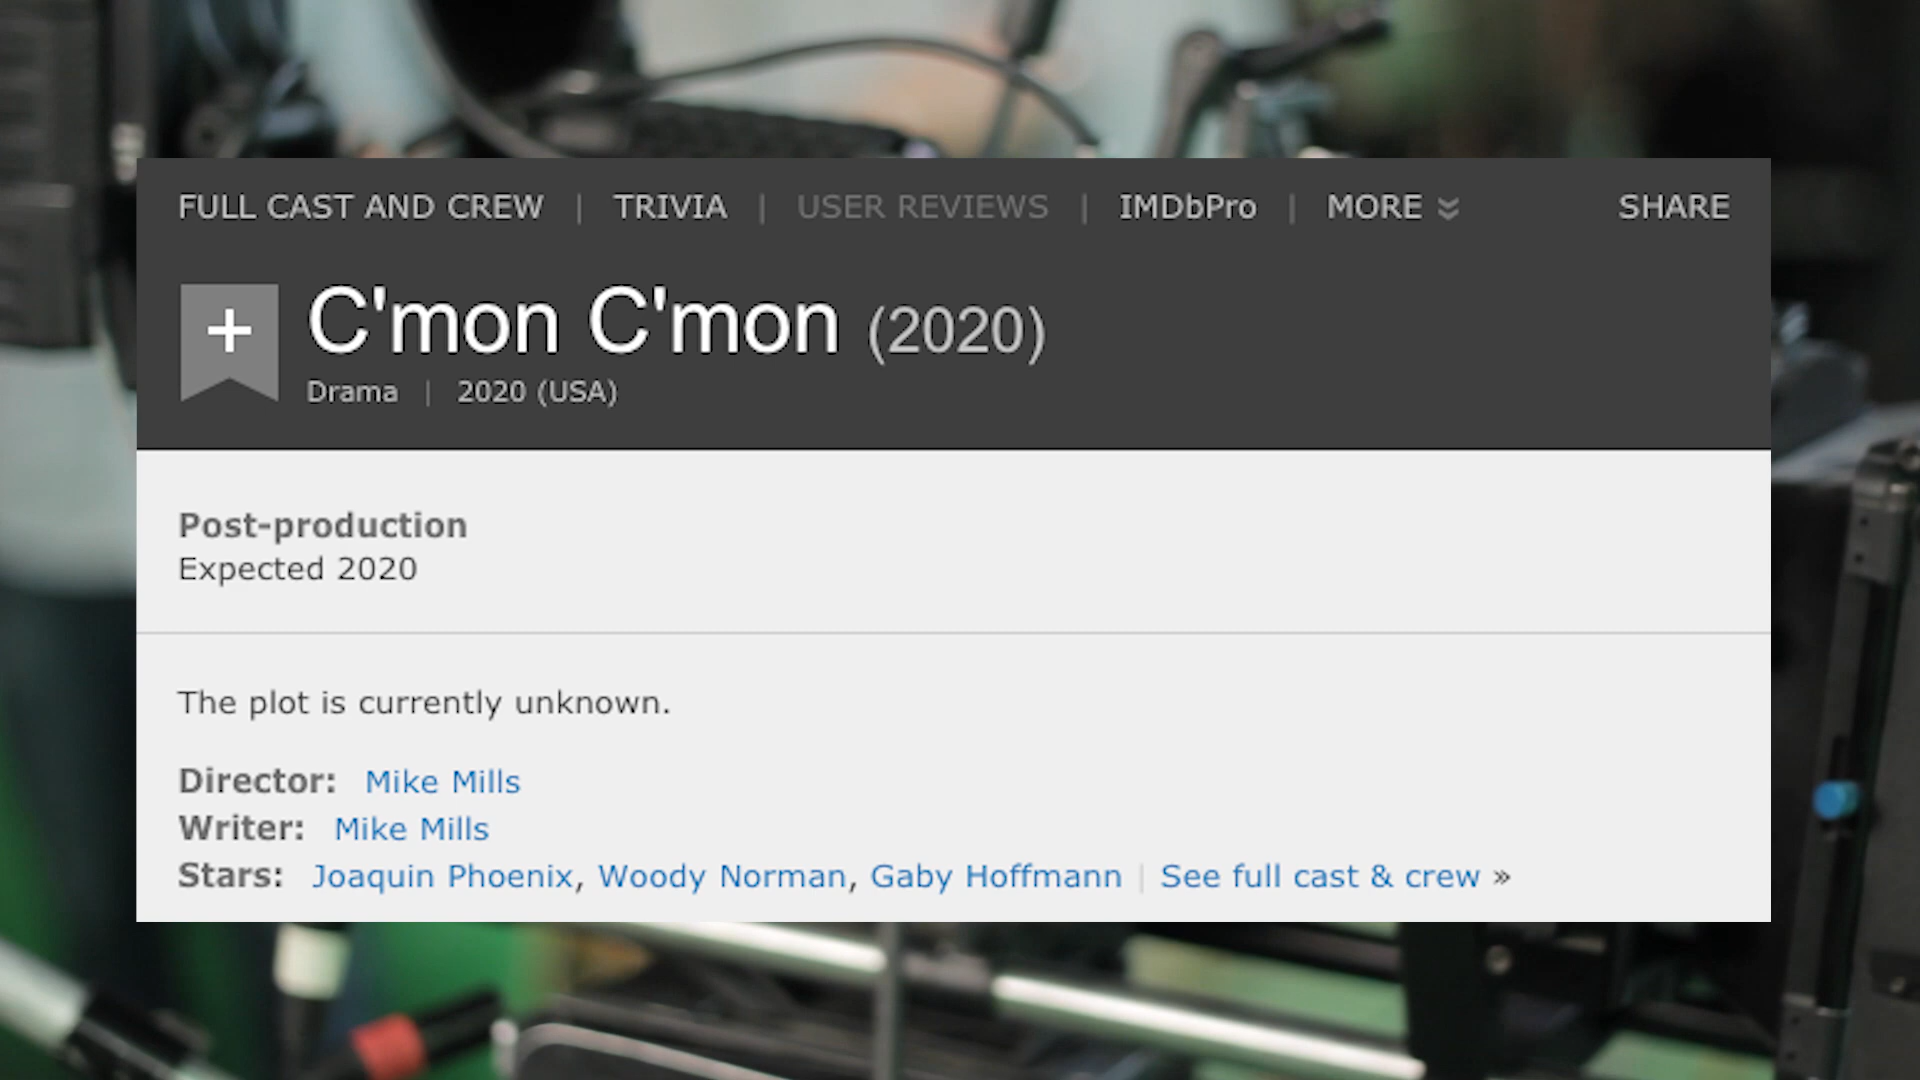 FULL CAST AND CREW | TRIVIA | USER REVIEWS | IMDbPro | MORE SHARE
+ C'mon C'mon (2020)
Drama | 2020 (USA)
Post-production
Expected 2020
The plot is currently unknown.
Director: Mike Mills
Writer: Mike Mills
Stars: Joaquin Phoenix, Woody Norman, Gaby Hoffmann | See full cast & crew »